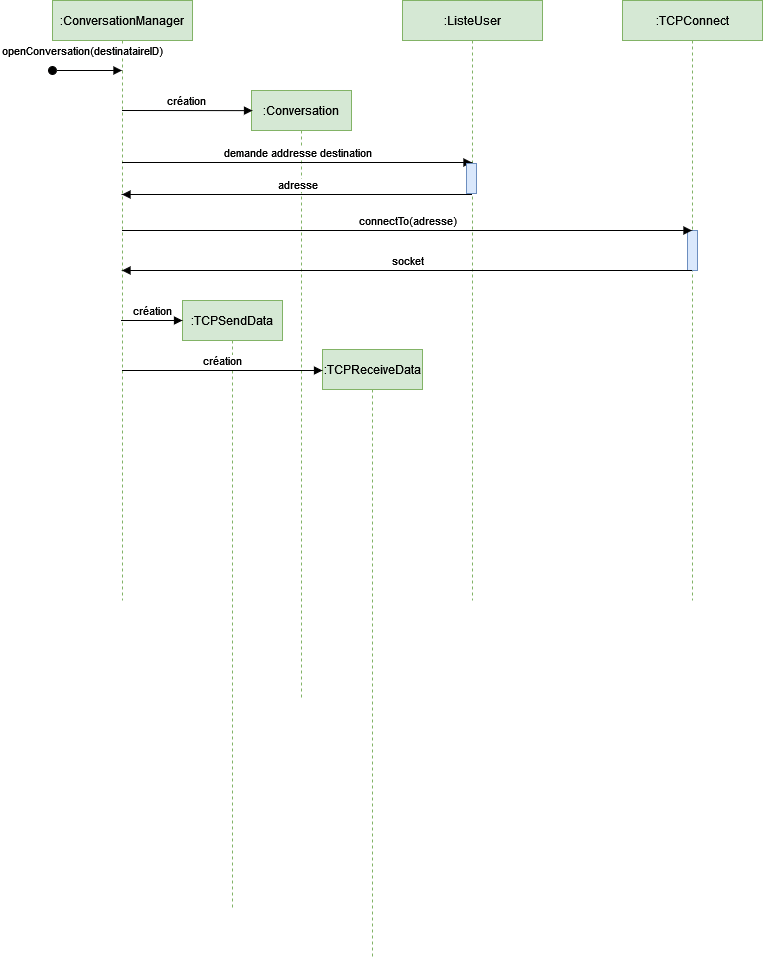 :ConversationManager
:ListeUser
:TCPConnect
openConversation(destinataireID)
création
:Conversation
demande addresse destination
adresse
connectTo(adresse)
socket
création
:TCPSendData
création
:TCPReceiveData